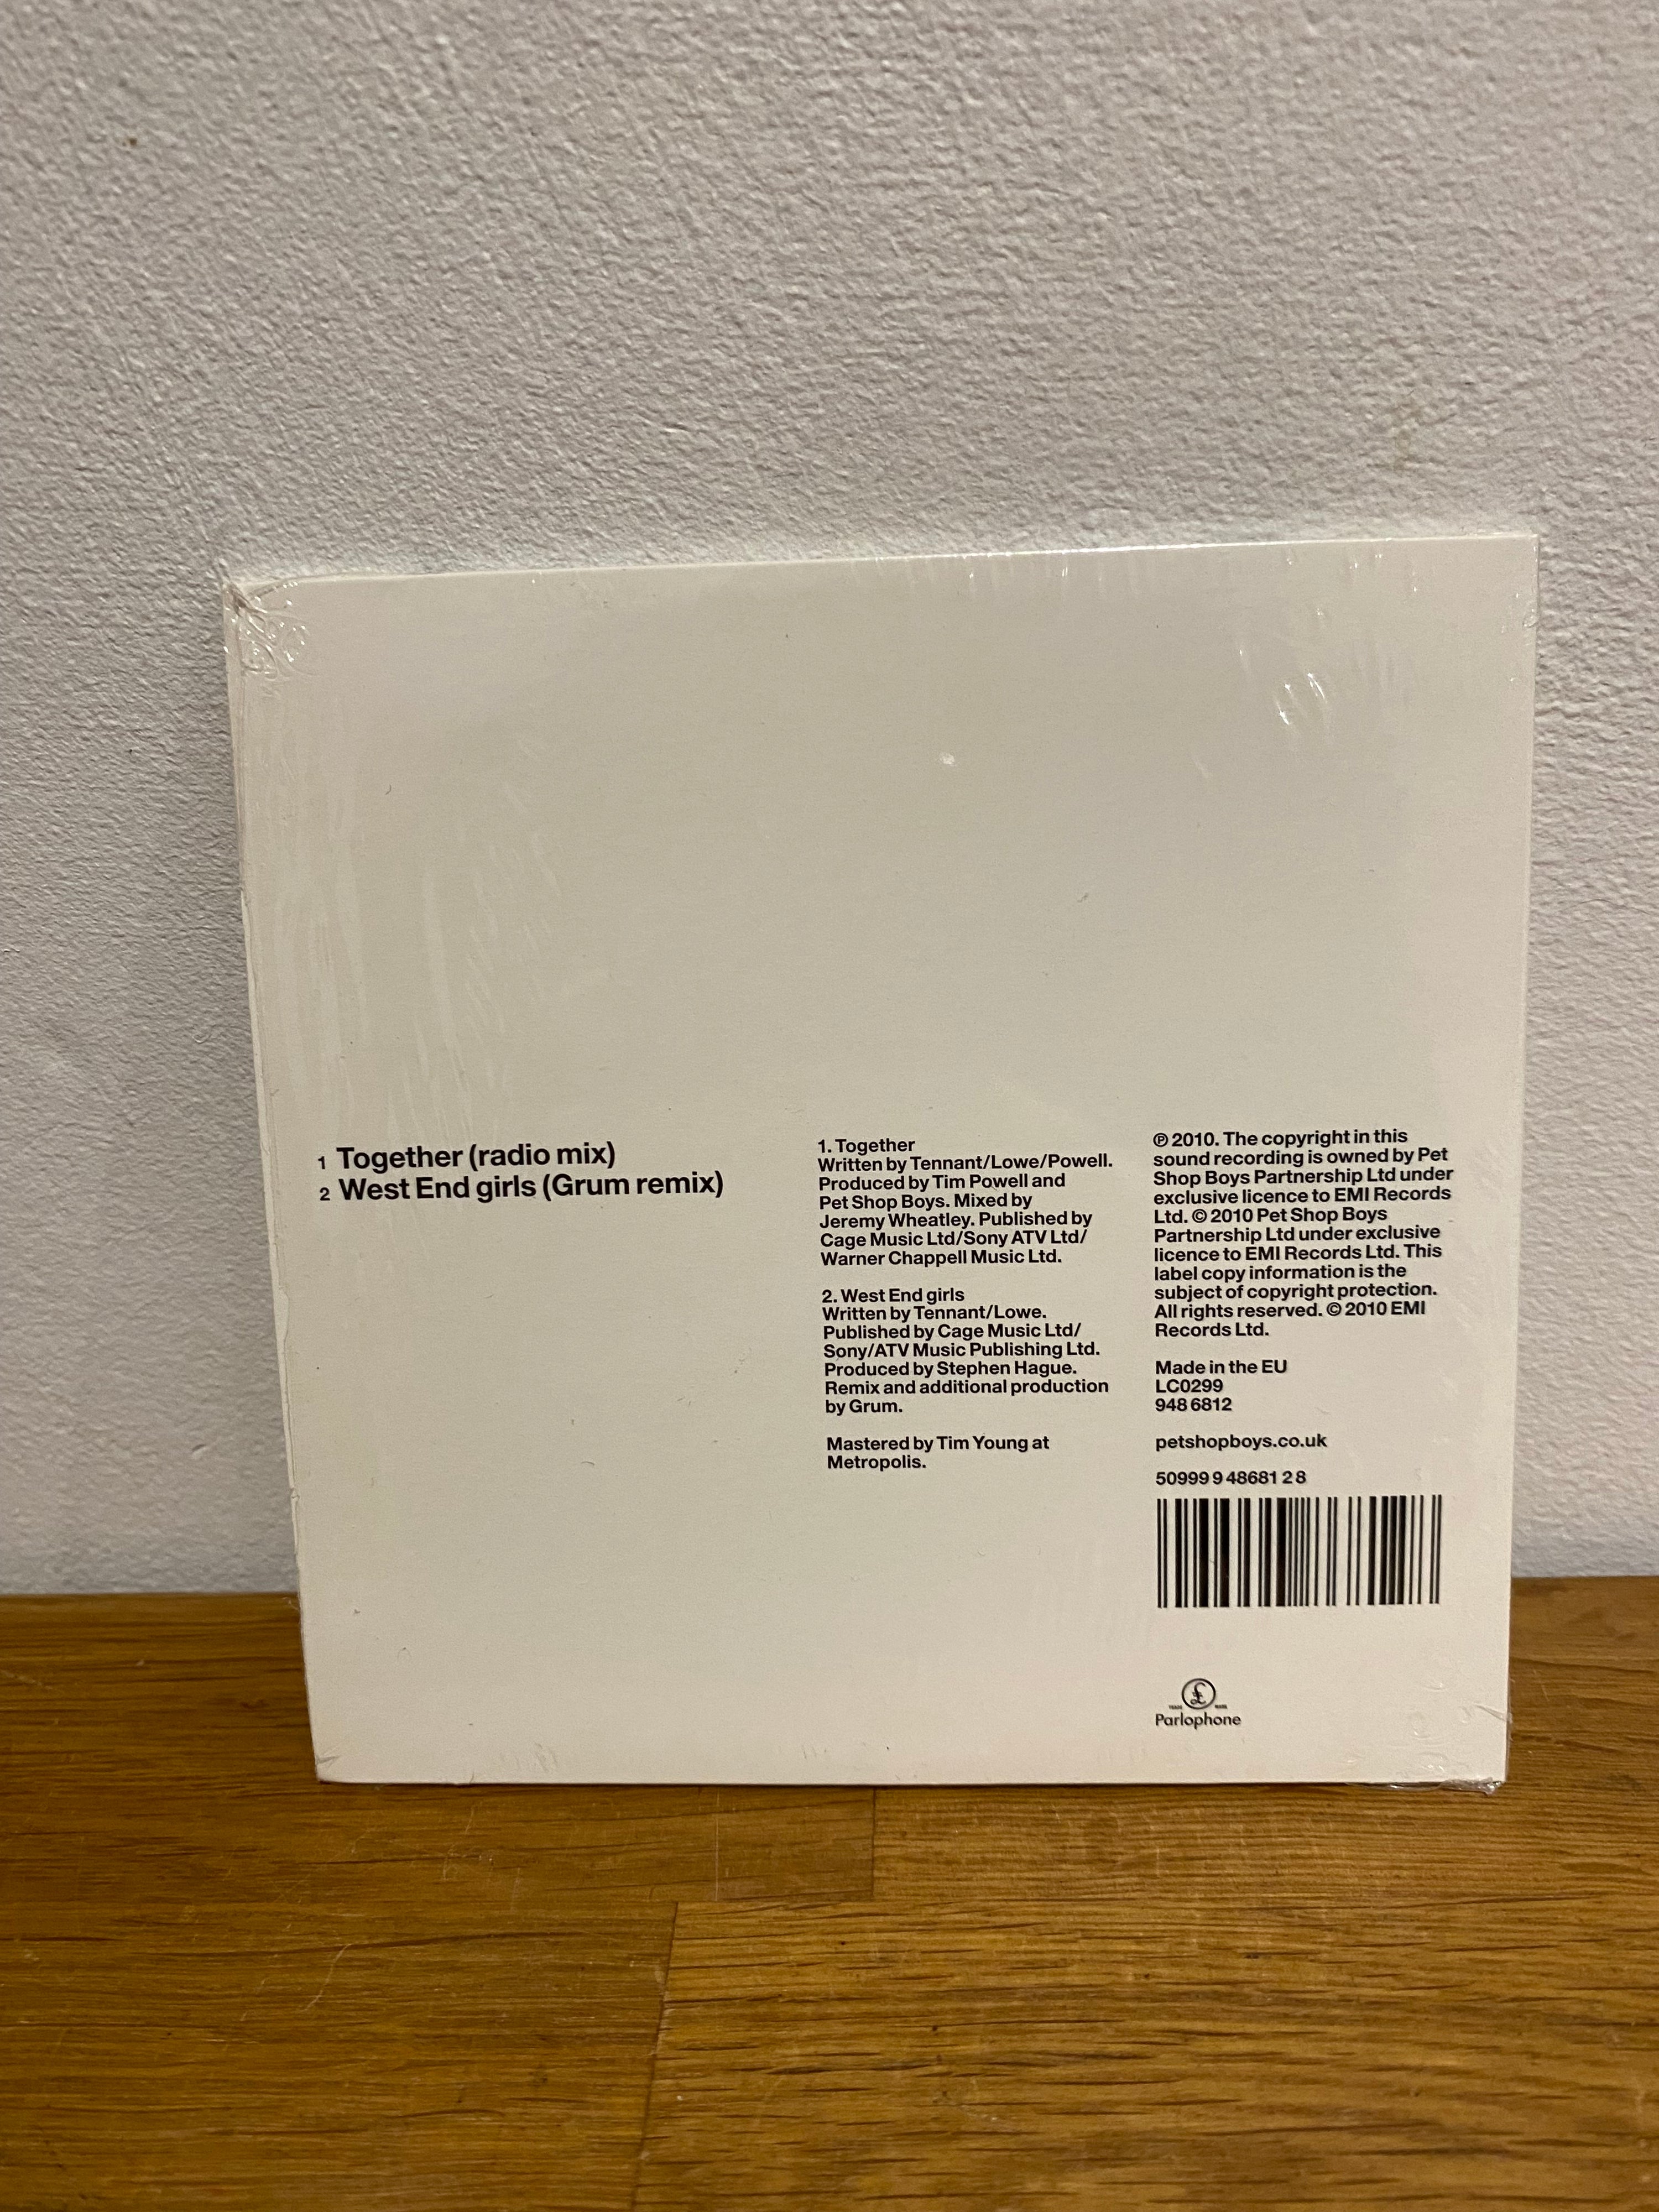 1 Together (radio mix)
2 West End girls (Grum remix)
1. Together
Written by Tennant/Lowe/Powell.
Produced by Tim Powell and
Pet Shop Boys. Mixed by
Jeremy Wheatley. Published by
Cage Music Ltd/Sony ATV Ltd/
Warner Chappell Music Ltd.
2. West End girls
Written by Tennant/Lowe.
Published by Cage Music Ltd/
Sony/ATV Music Publishing Ltd.
Produced by Stephen Hague.
Remix and additional production
by Grum.
Mastered by Tim Young at
Metropolis.
℗ 2010. The copyright in this
sound recording is owned by Pet
Shop Boys Partnership Ltd under
exclusive licence to EMI Records
Ltd. © 2010 Pet Shop Boys
Partnership Ltd under exclusive
licence to EMI Records Ltd. This
label copy information is the
subject of copyright protection.
All rights reserved. © 2010 EMI
Records Ltd.
Made in the EU
LC0299
948 6812
petshopboys.co.uk
50999 9 48681 2 8
£
TRADE MARK
Parlophone